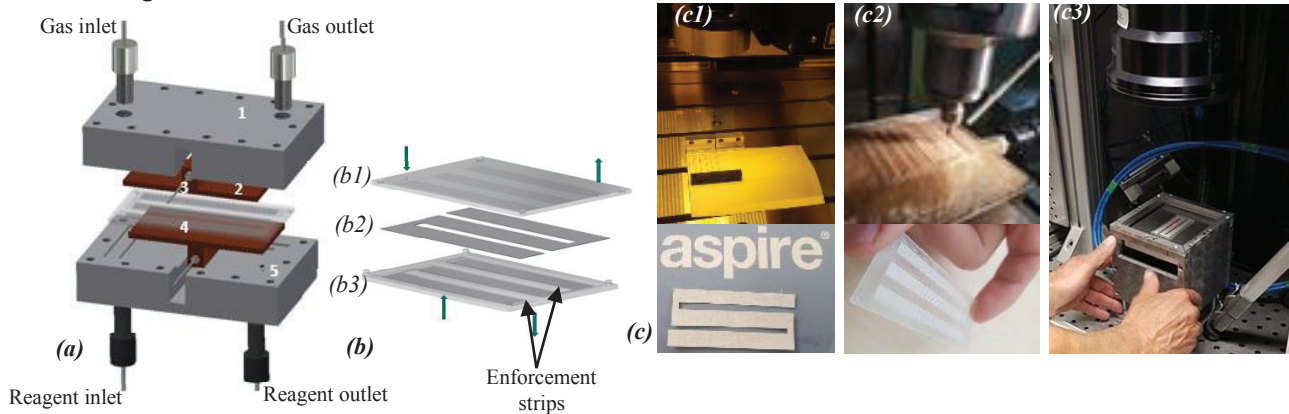 Gas inlet
Gas outlet
1
3
2
4
5
(a)
Reagent inlet
Reagent outlet
(b1)
(b2)
(b3)
(b)
Enforcement
strips
(c)
(c1)
(c2)
(c3)
aspire®